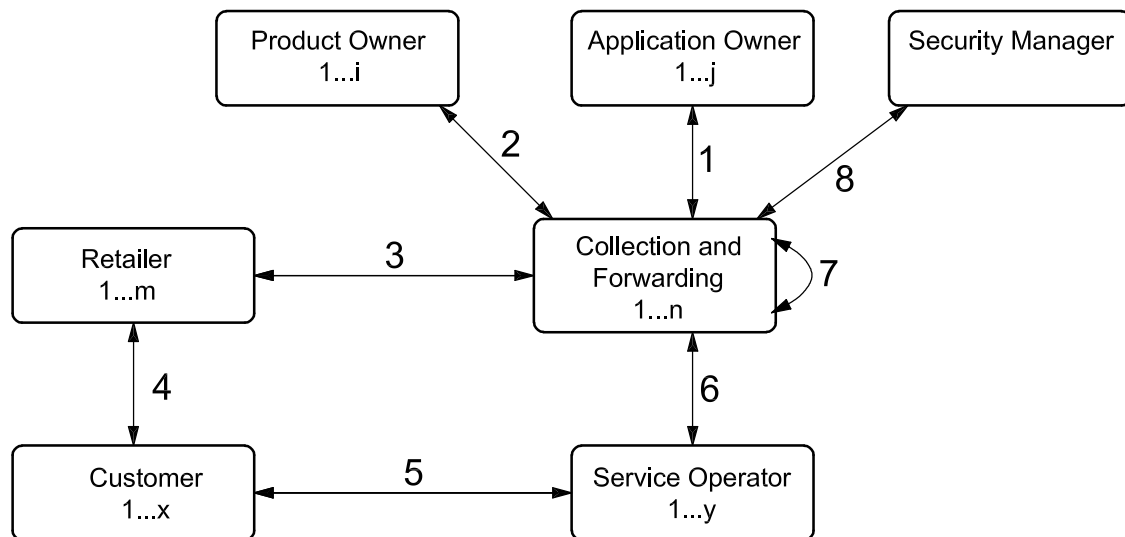 Product Owner
1...i
Application Owner
1...j
Security Manager
2
1
8
Retailer
1...m
3
Collection and
Forwarding
1...n
7
4
6
Customer
1...x
5
Service Operator
1...y